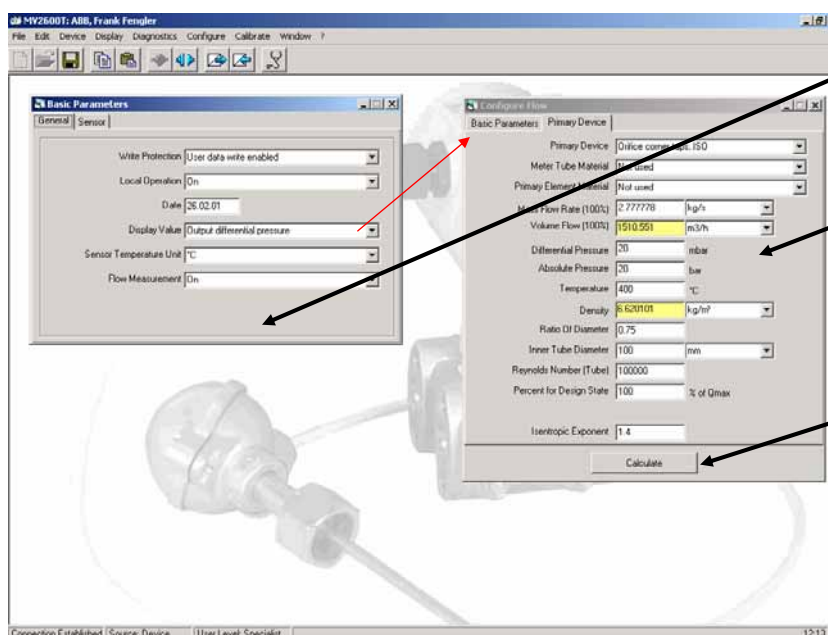 MV2600T: ABB, Frank Fengler
File Edit Device Display Diagnostics Configure Calibrate Window ?
Basic Parameters
General Sensor
Write Protection User data write enabled
Local Operation On
Date 26.02.01
Display Value Output differential pressure
Sensor Temperature Unit °C
Flow Measurement On
Configure Flow
Basic Parameters Primary Device
Primary Device Orifice corner taps, ISO
Meter Tube Material Not used
Primary Element Material Not used
Mass Flow Rate (100%) 2.777778 kg/s
Volume Flow (100%) 1510.551 m3/h
Differential Pressure 20 mbar
Absolute Pressure 20 bar
Temperature 400 °C
Density 6.620101 kg/m³
Ratio Of Diameter 0.75
Inner Tube Diameter 100 mm
Reynolds Number (Tube) 100000
Percent for Design State 100 % of Qmax
Isentropic Exponent 1.4
Calculate
Connection Established Source: Device User Level: Specialist 12:13